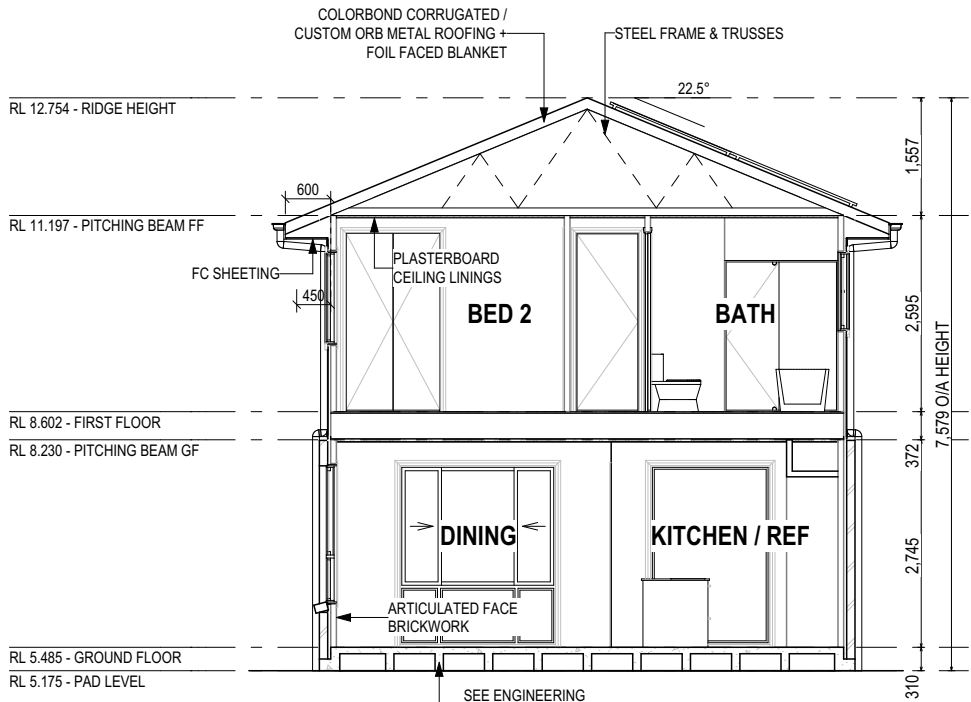 COLORBOND CORRUGATED /
CUSTOM ORB METAL ROOFING +
FOIL FACED BLANKET
STEEL FRAME & TRUSSES
22.5°
RL 12.754 - RIDGE HEIGHT
1,557
600
RL 11.197 - PITCHING BEAM FF
FC SHEETING
PLASTERBOARD
CEILING LININGS
450
BED 2
BATH
2,595
7,579 O/A HEIGHT
RL 8.602 - FIRST FLOOR
RL 8.230 - PITCHING BEAM GF
372
DINING
KITCHEN / REF
2,745
ARTICULATED FACE
BRICKWORK
RL 5.485 - GROUND FLOOR
RL 5.175 - PAD LEVEL
310
SEE ENGINEERING